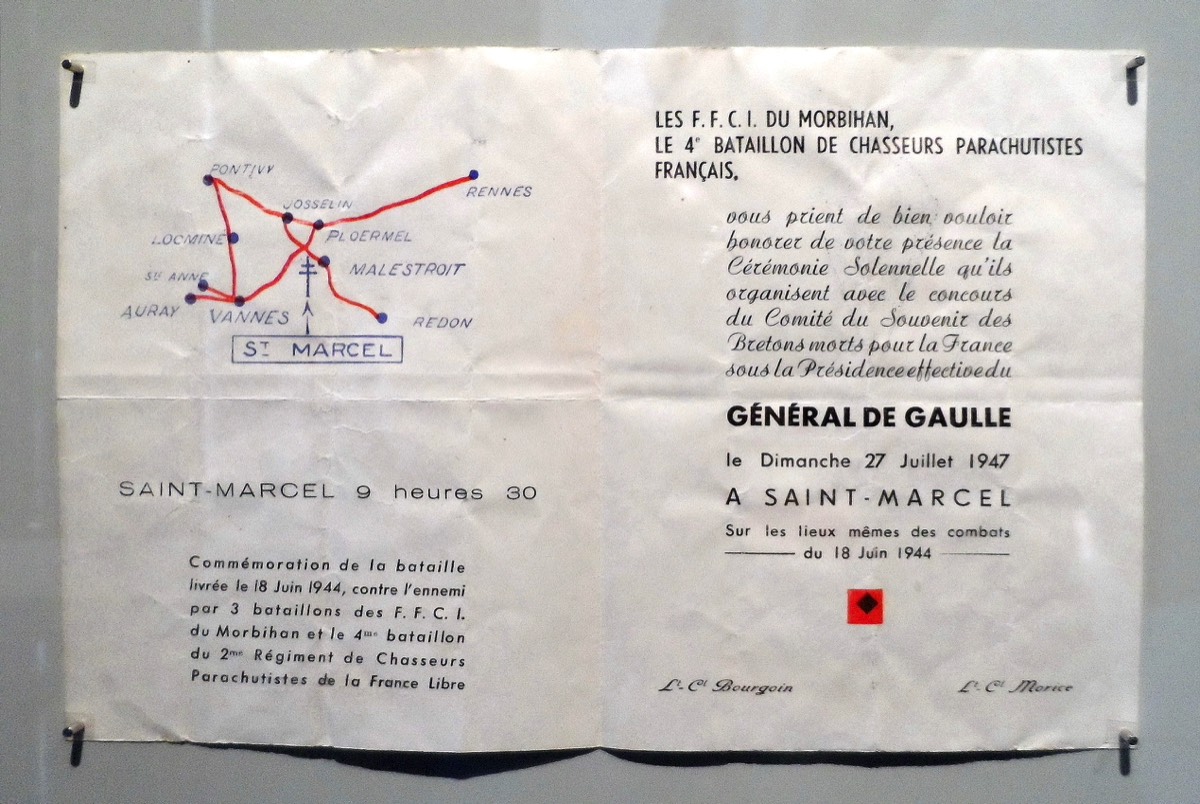 PONTIVY
JOSSELIN
RENNES
LOCMINE
PLOERMEL
STE ANNE
MALESTROIT
AURAY
VANNES
REDON
ST MARCEL
SAINT-MARCEL 9 heures 30
Commémoration de la bataille
livrée le 18 Juin 1944, contre l'ennemi
par 3 bataillons des F. F. C. I.
du Morbihan et le 4me bataillon
du 2me Régiment de Chasseurs
Parachutistes de la France Libre
LES F. F. C. I. DU MORBIHAN,
LE 4e BATAILLON DE CHASSEURS PARACHUTISTES
FRANÇAIS.
vous prient de bien vouloir
honorer de votre présence la
Cérémonie Solennelle qu'ils
organisent avec le concours
du Comité du Souvenir des
Bretons morts pour la France
sous la Présidence effective du
GÉNÉRAL DE GAULLE
le Dimanche 27 Juillet 1947
A SAINT-MARCEL
Sur les lieux mêmes des combats
du 18 Juin 1944
Lt-Cel Bourgoin
Lt-Cel Morice